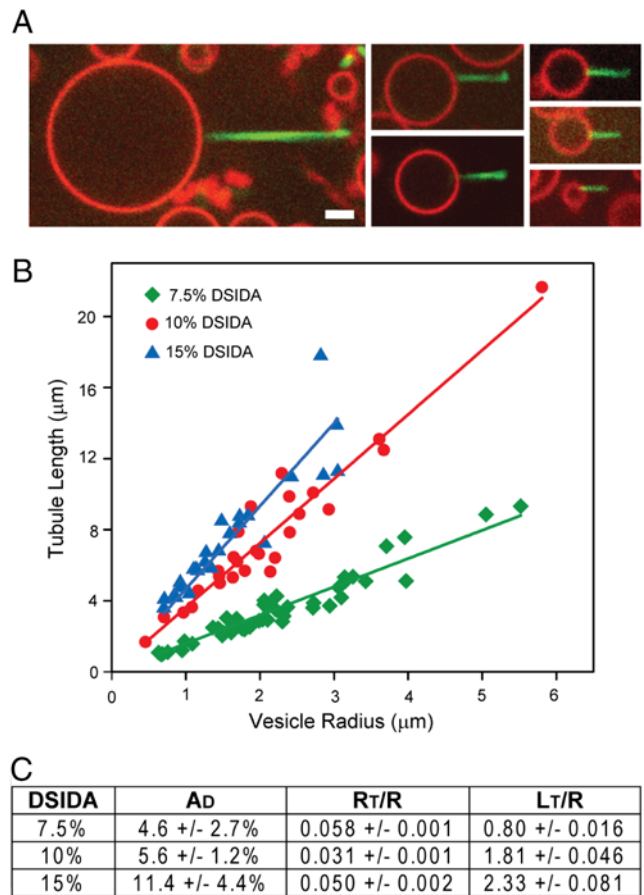 A
B
7.5% DSIDA
10% DSIDA
15% DSIDA
20
16
12
8
4
0
Tubule Length (μm)
0 1 2 3 4 5 6
Vesicle Radius (μm)
C
DSIDA AD RT/R LT/R
7.5% 4.6 +/- 2.7% 0.058 +/- 0.001 0.80 +/- 0.016
10% 5.6 +/- 1.2% 0.031 +/- 0.001 1.81 +/- 0.046
15% 11.4 +/- 4.4% 0.050 +/- 0.002 2.33 +/- 0.081